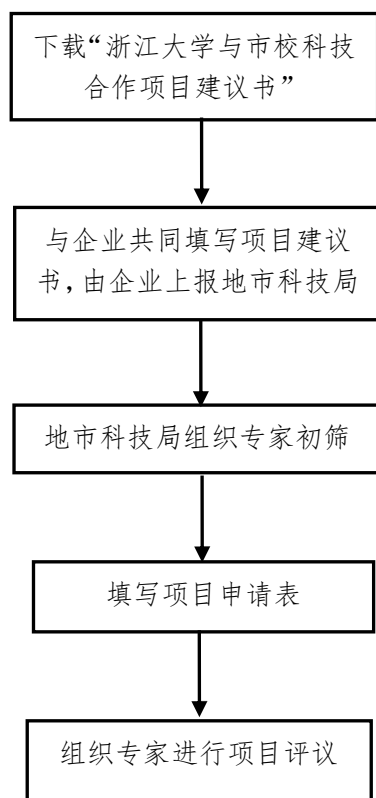 下载“浙江大学与市校科技
合作项目建议书”
与企业共同填写项目建议
书,由企业上报地市科技局
地市科技局组织专家初筛
填写项目申请表
组织专家进行项目评议